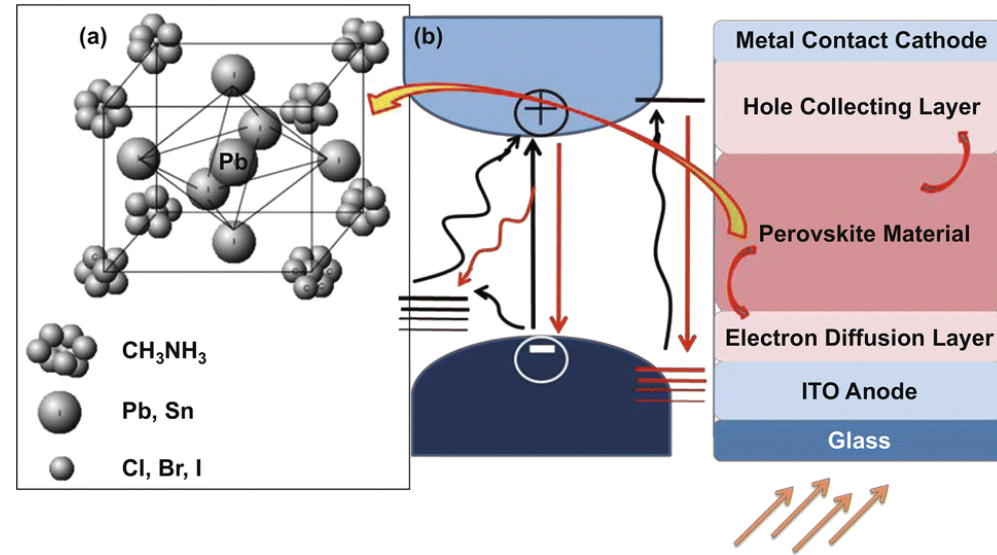 (a)
Pb
I
I
I
I
I
I
CH₃NH₃
I
Pb, Sn
I
Cl, Br, I
(b)
+
−
Metal Contact Cathode
Hole Collecting Layer
Perovskite Material
Electron Diffusion Layer
ITO Anode
Glass